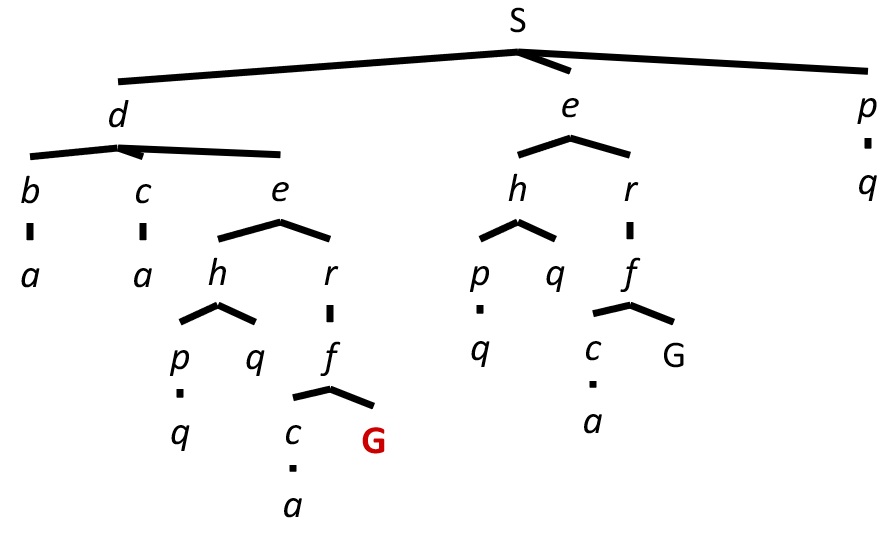 S
d e p
b c e h r q
a a h r p q f
p q f q c G
q c G a
a